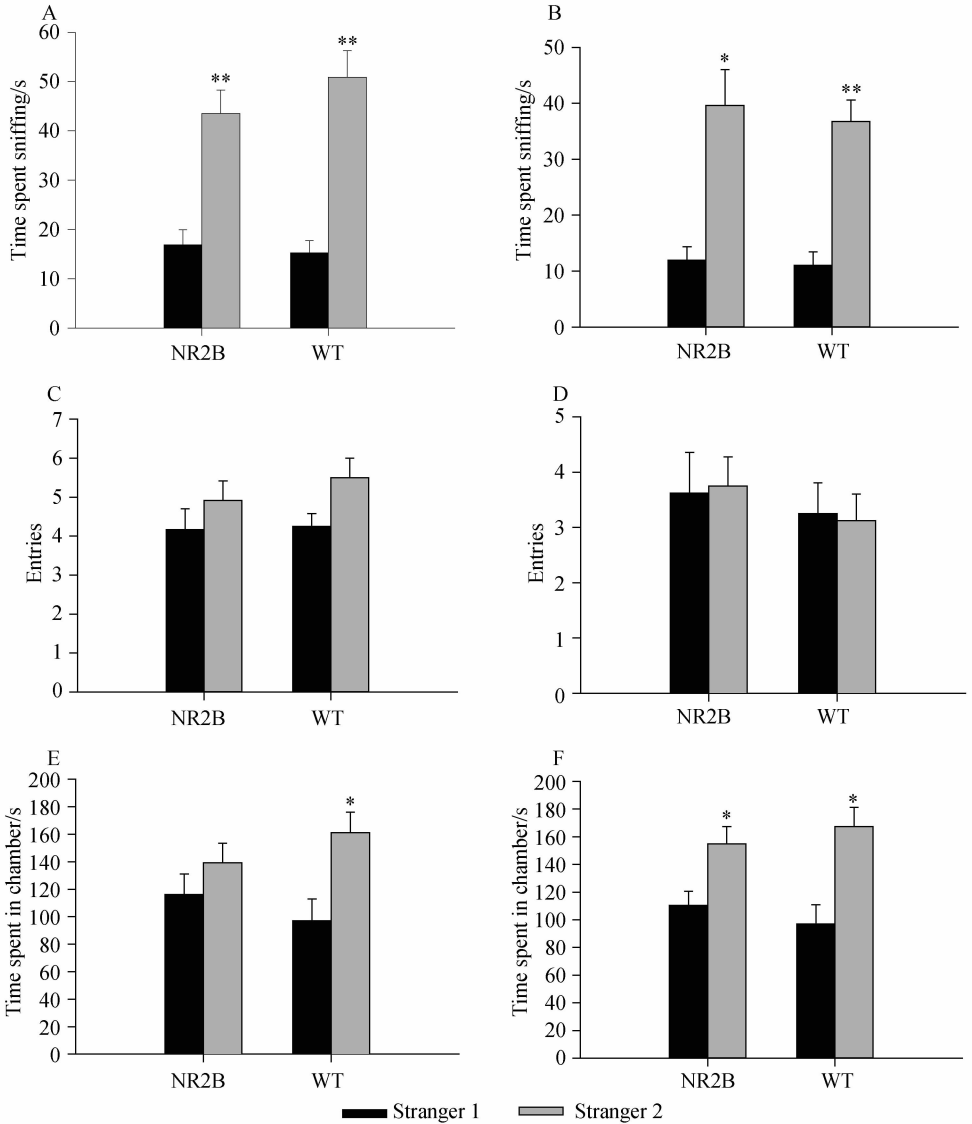 A
Time spent sniffing/s
60
50
40
30
20
10
0
**
**
NR2B
WT
B
Time spent sniffing/s
50
40
30
20
10
0
*
**
NR2B
WT
C
Entries
7
6
5
4
3
2
1
0
NR2B
WT
D
Entries
5
4
3
2
1
0
NR2B
WT
E
Time spent in chamber/s
200
180
160
140
120
100
80
60
40
20
0
*
NR2B
WT
F
Time spent in chamber/s
200
180
160
140
120
100
80
60
40
20
0
*
*
NR2B
WT
Stranger 1
Stranger 2